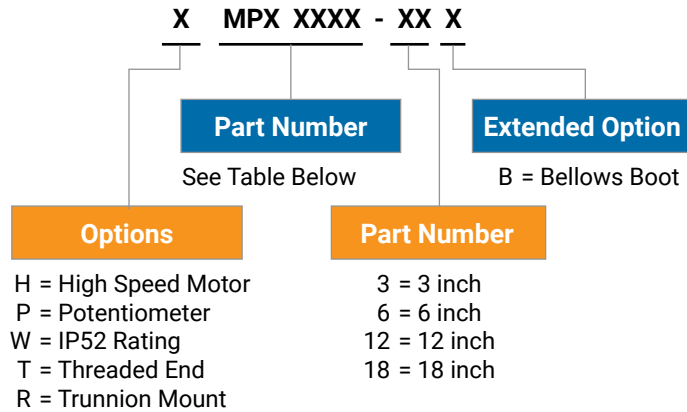 X MPX XXXX - XX X
Part Number
See Table Below
Extended Option
B = Bellows Boot
Options
H = High Speed Motor
P = Potentiometer
W = IP52 Rating
T = Threaded End
R = Trunnion Mount
Part Number
3 = 3 inch
6 = 6 inch
12 = 12 inch
18 = 18 inch